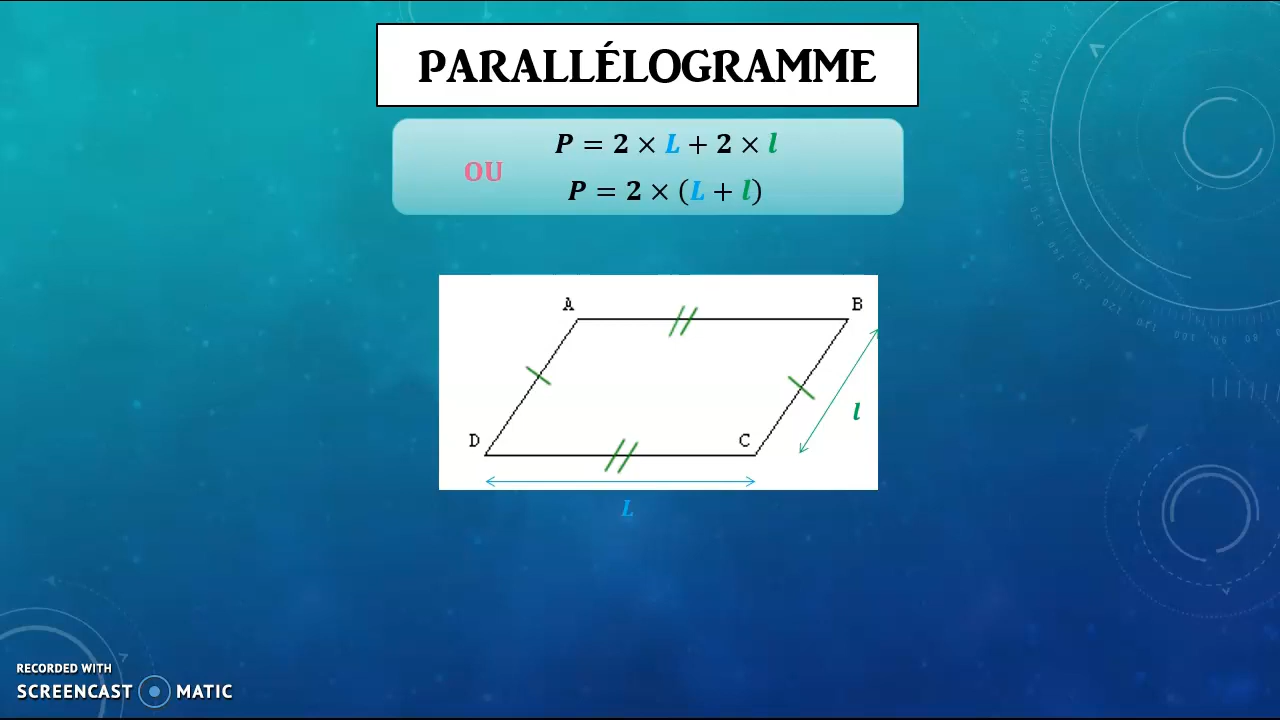 PARALLÉLOGRAMME
P = 2 × L + 2 × l
OU
P = 2 × (L + l)
A
B
l
D
C
L
RECORDED WITH
SCREENCAST MATIC